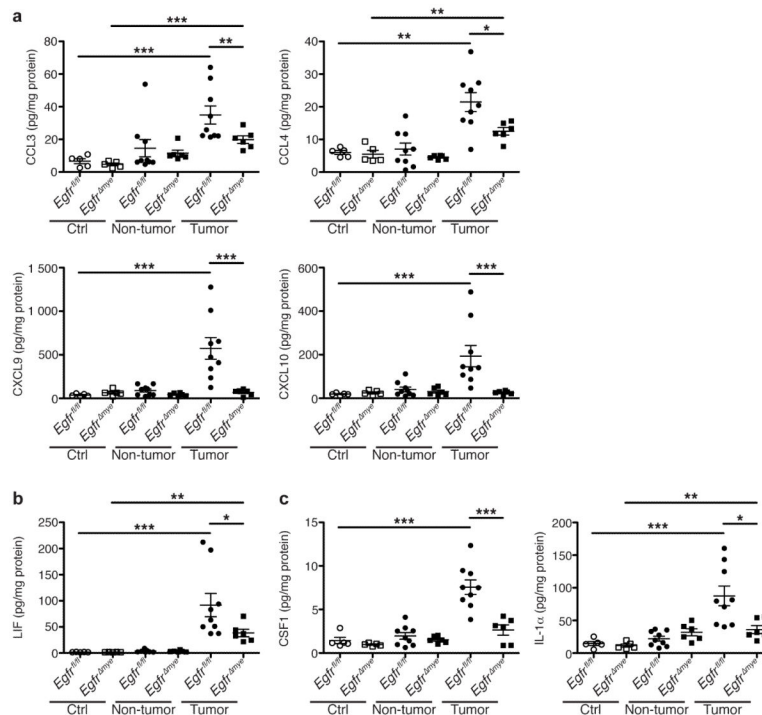 a
*** *** **
CCL3 (pg/mg protein)
80
60
40
20
0
Egfrfl/fl EgfrΔmye Egfrfl/fl EgfrΔmye Egfrfl/fl EgfrΔmye
Ctrl Non-tumor Tumor
** ** *
CCL4 (pg/mg protein)
40
30
20
10
0
Egfrfl/fl EgfrΔmye Egfrfl/fl EgfrΔmye Egfrfl/fl EgfrΔmye
Ctrl Non-tumor Tumor
*** ***
CXCL9 (pg/mg protein)
1 500
1 000
500
0
Egfrfl/fl EgfrΔmye Egfrfl/fl EgfrΔmye Egfrfl/fl EgfrΔmye
Ctrl Non-tumor Tumor
*** ***
CXCL10 (pg/mg protein)
600
400
200
0
Egfrfl/fl EgfrΔmye Egfrfl/fl EgfrΔmye Egfrfl/fl EgfrΔmye
Ctrl Non-tumor Tumor
b
** *** *
LIF (pg/mg protein)
250
200
150
100
50
0
Egfrfl/fl EgfrΔmye Egfrfl/fl EgfrΔmye Egfrfl/fl EgfrΔmye
Ctrl Non-tumor Tumor
c
*** ***
CSF1 (pg/mg protein)
15
10
5
0
Egfrfl/fl EgfrΔmye Egfrfl/fl EgfrΔmye Egfrfl/fl EgfrΔmye
Ctrl Non-tumor Tumor
** *** *
IL-1α (pg/mg protein)
200
150
100
50
0
Egfrfl/fl EgfrΔmye Egfrfl/fl EgfrΔmye Egfrfl/fl EgfrΔmye
Ctrl Non-tumor Tumor